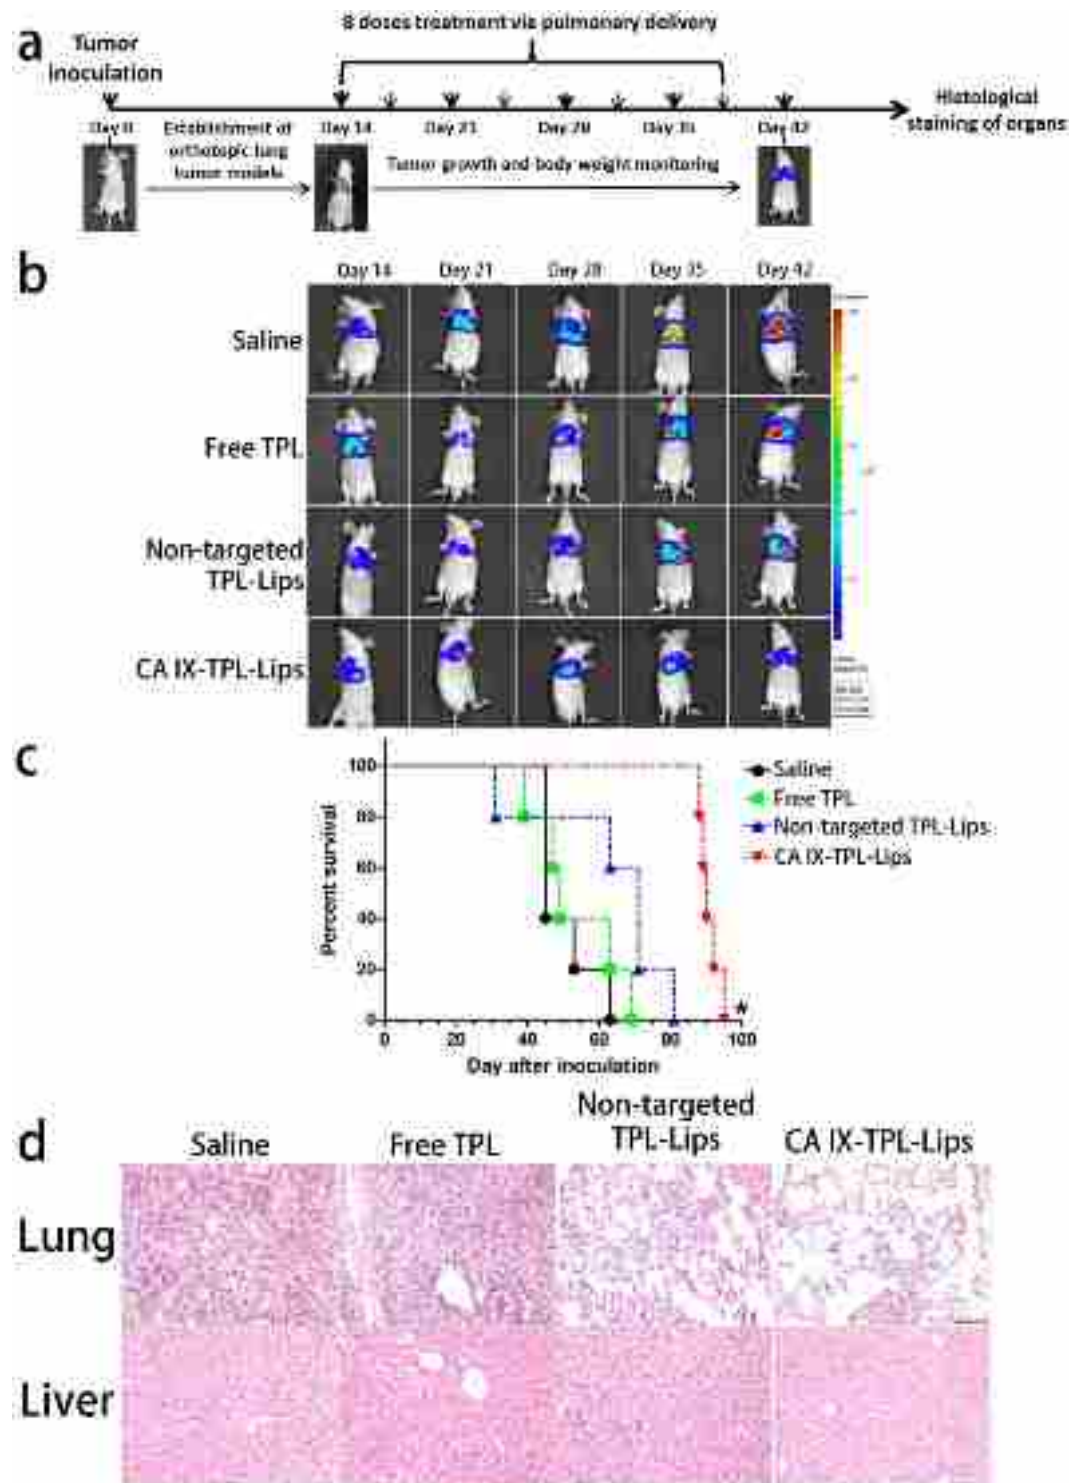 a
8 doses treatment via pulmonary delivery
Tumor
inoculation
Day 0
Establishment of
orthotopic lung
tumor models
Day 14
Day 21
Day 28
Day 35
Day 42
Tumor growth and body weight monitoring
Histological
staining of organs
b
Day 14 Day 21 Day 28 Day 35 Day 42
Saline
Free TPL
Non-targeted
TPL-Lips
CA IX-TPL-Lips
c
Percent survival
100
80
60
40
20
0
0 20 40 60 80 100
Day after inoculation
Saline
Free TPL
Non-targeted TPL-Lips
CA IX-TPL-Lips
*
d
Saline
Free TPL
Non-targeted
TPL-Lips
CA IX-TPL-Lips
Lung
Liver